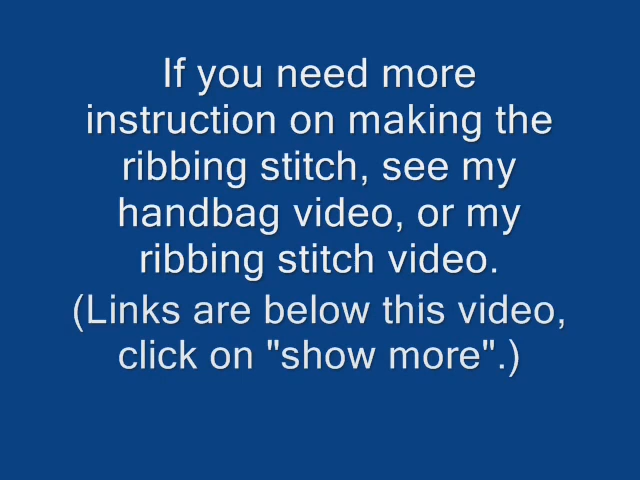 If you need more
instruction on making the
ribbing stitch, see my
handbag video, or my
ribbing stitch video.
(Links are below this video,
click on "show more".)